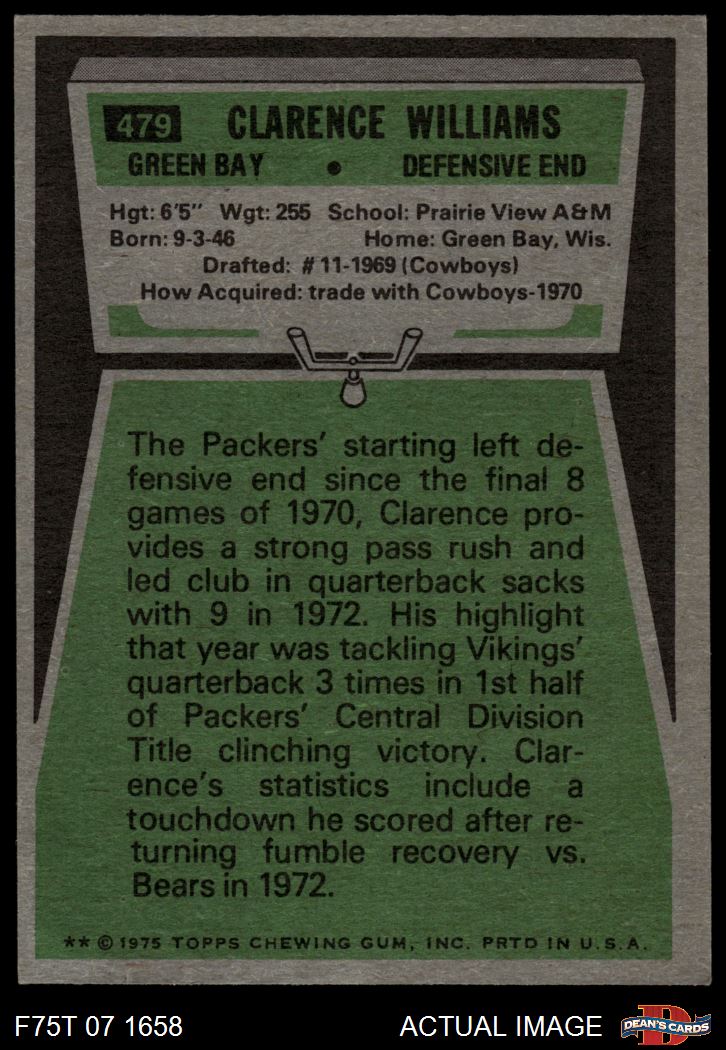 479 CLARENCE WILLIAMS
GREEN BAY • DEFENSIVE END
Hgt: 6'5" Wgt: 255 School: Prairie View A&M
Born: 9-3-46 Home: Green Bay, Wis.
Drafted: #11-1969 (Cowboys)
How Acquired: trade with Cowboys-1970
The Packers' starting left de-
fensive end since the final 8
games of 1970, Clarence pro-
vides a strong pass rush and
led club in quarterback sacks
with 9 in 1972. His highlight
that year was tackling Vikings'
quarterback 3 times in 1st half
of Packers' Central Division
Title clinching victory. Clar-
ence's statistics include a
touchdown he scored after re-
turning fumble recovery vs.
Bears in 1972.
** © 1975 TOPPS CHEWING GUM, INC. PRTD IN U.S.A.
F75T 07 1658 ACTUAL IMAGE D DEAN'S CARDS